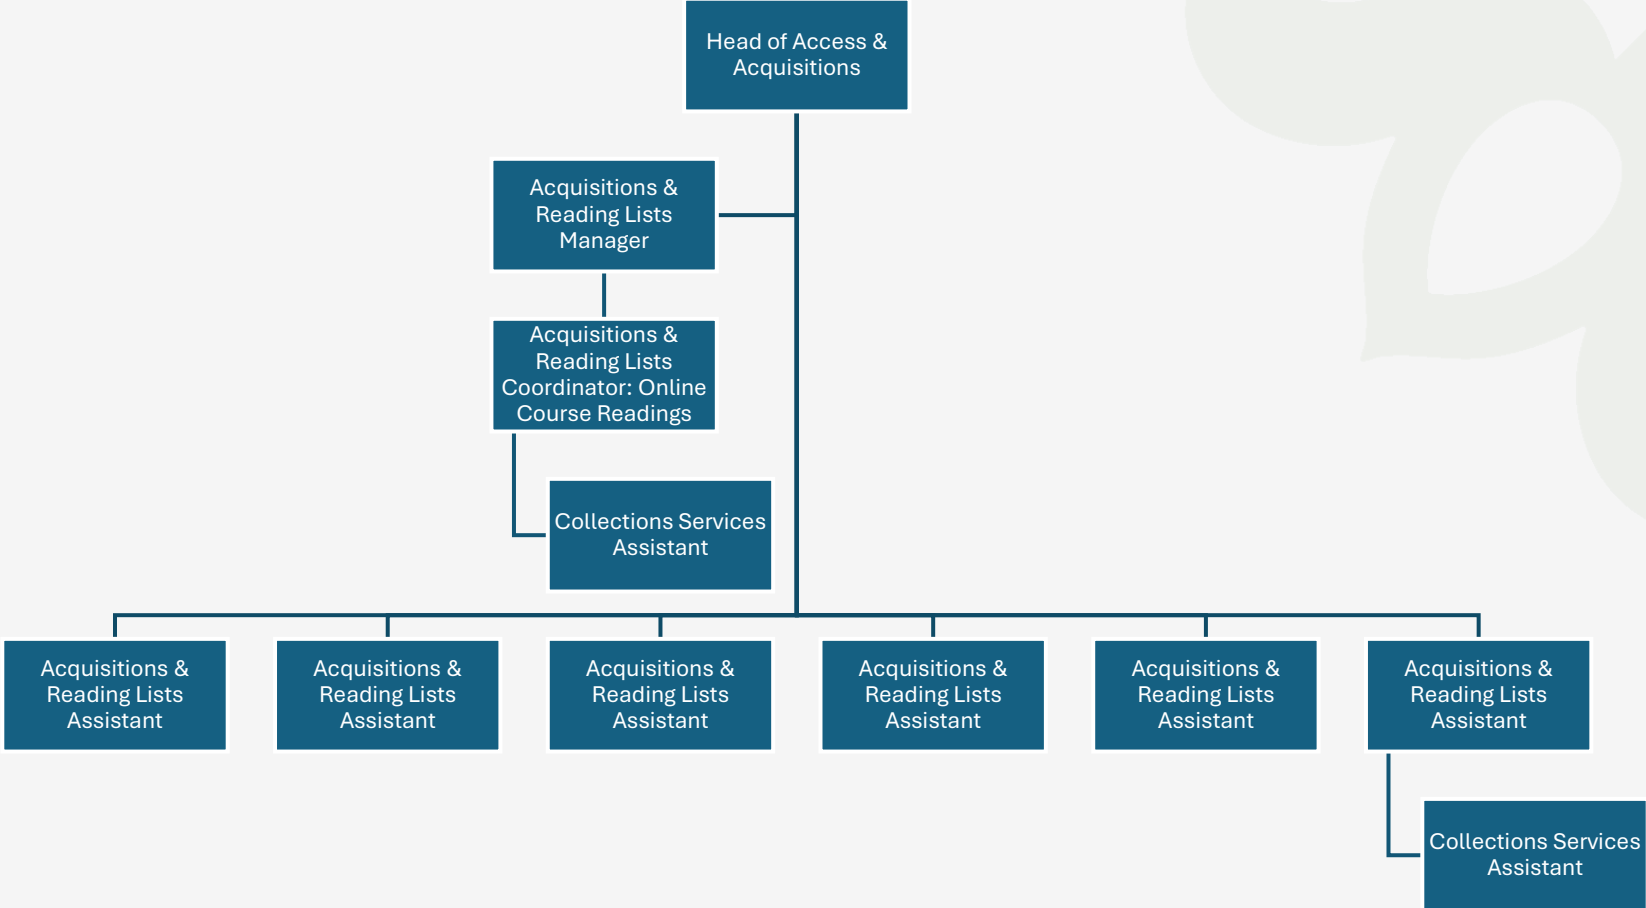 Head of Access &
Acquisitions
Acquisitions &
Reading Lists
Manager
Acquisitions &
Reading Lists
Coordinator: Online
Course Readings
Collections Services
Assistant
Acquisitions &
Reading Lists
Assistant
Acquisitions &
Reading Lists
Assistant
Acquisitions &
Reading Lists
Assistant
Acquisitions &
Reading Lists
Assistant
Acquisitions &
Reading Lists
Assistant
Acquisitions &
Reading Lists
Assistant
Collections Services
Assistant